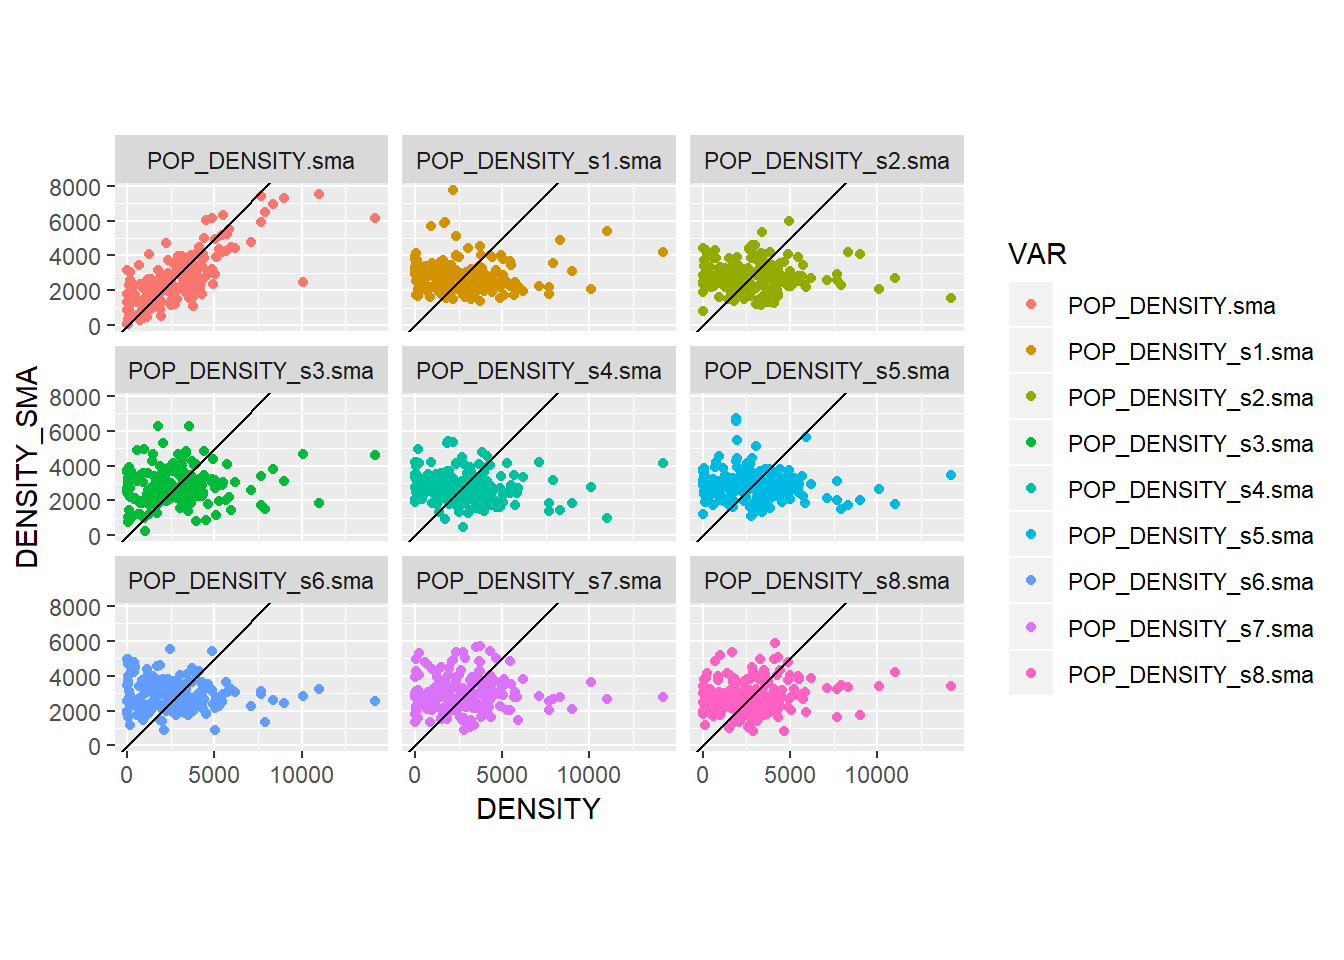 POP_DENSITY.sma
POP_DENSITY_s1.sma
POP_DENSITY_s2.sma
8000
6000
4000
2000
0
POP_DENSITY_s3.sma
POP_DENSITY_s4.sma
POP_DENSITY_s5.sma
8000
6000
4000
2000
0
POP_DENSITY_s6.sma
POP_DENSITY_s7.sma
POP_DENSITY_s8.sma
8000
6000
4000
2000
0
0 5000 10000
0 5000 10000
0 5000 10000
DENSITY
DENSITY_SMA
VAR
POP_DENSITY.sma
POP_DENSITY_s1.sma
POP_DENSITY_s2.sma
POP_DENSITY_s3.sma
POP_DENSITY_s4.sma
POP_DENSITY_s5.sma
POP_DENSITY_s6.sma
POP_DENSITY_s7.sma
POP_DENSITY_s8.sma